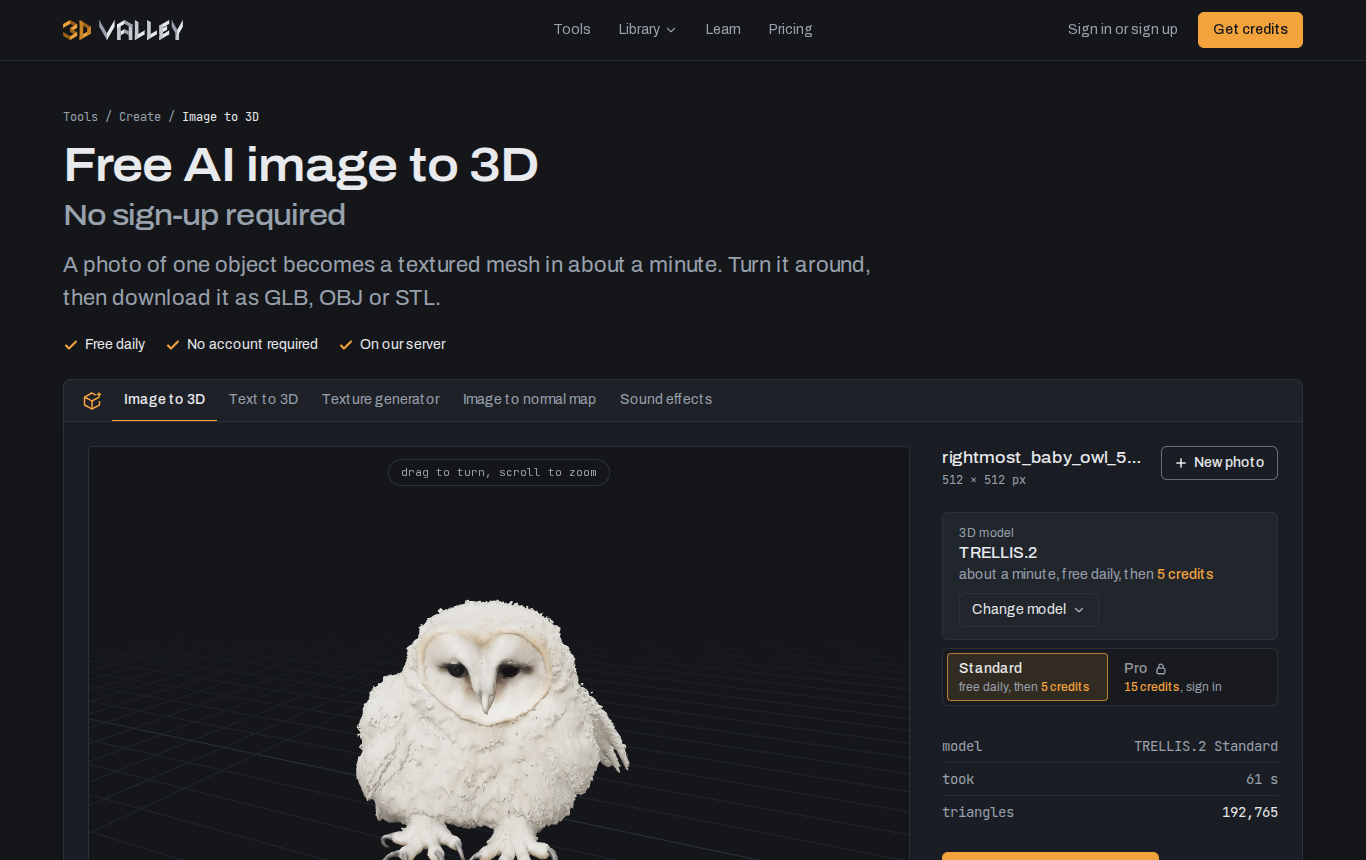 3D VALLEY
Tools
Library
Learn
Pricing
Sign in or sign up
Get credits
Tools / Create / Image to 3D
Free AI image to 3D
No sign-up required
A photo of one object becomes a textured mesh in about a minute. Turn it around,
then download it as GLB, OBJ or STL.
Free daily
No account required
On our server
Image to 3D
Text to 3D
Texture generator
Image to normal map
Sound effects
drag to turn, scroll to zoom
rightmost_baby_owl_5...
512 × 512 px
New photo
3D model
TRELLIS.2
about a minute, free daily, then 5 credits
Change model
Standard
free daily, then 5 credits
Pro
15 credits, sign in
model TRELLIS.2 Standard
took 61 s
triangles 192,765